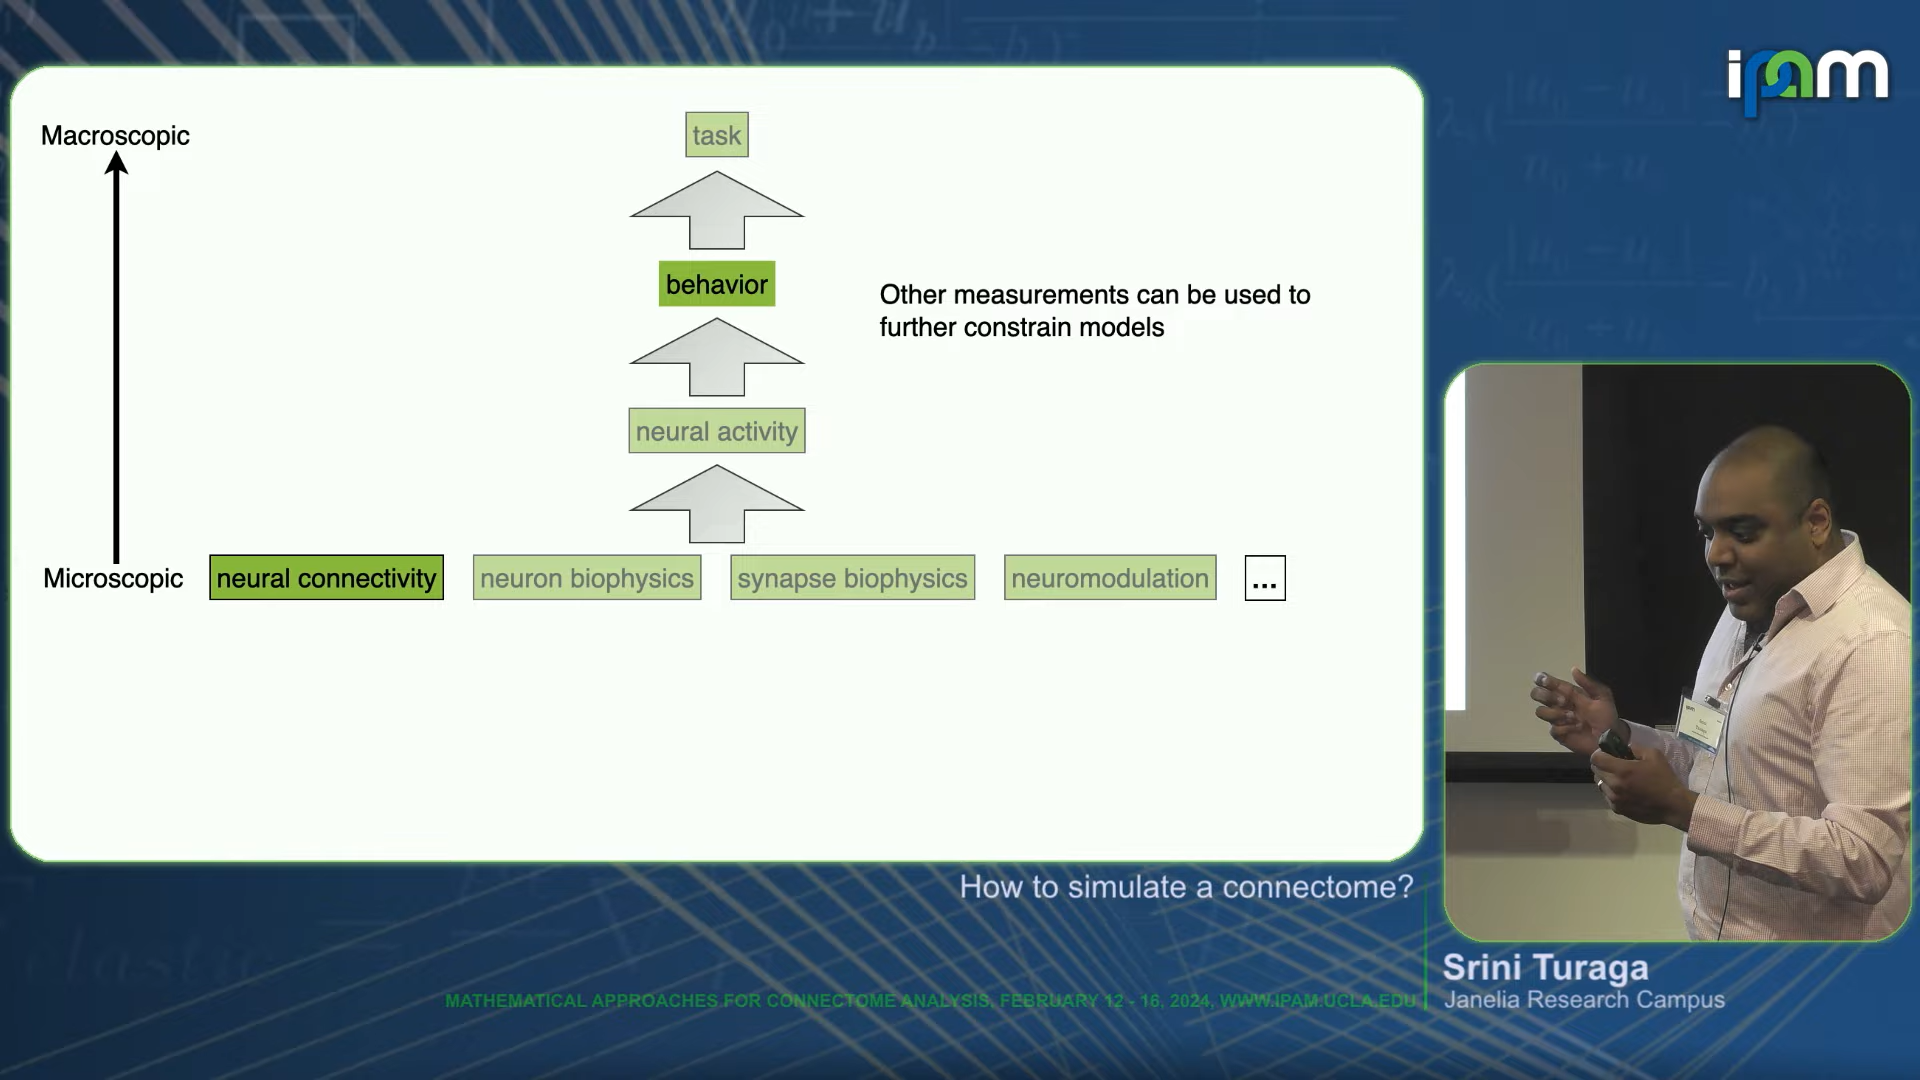 ipam
Macroscopic
task
behavior
Other measurements can be used to
further constrain models
neural activity
Microscopic
neural connectivity
neuron biophysics
synapse biophysics
neuromodulation
...
How to simulate a connectome?
Srini Turaga
Janelia Research Campus
MATHEMATICAL APPROACHES FOR CONNECTOME ANALYSIS, FEBRUARY 12 - 16, 2024, WWW.IPAM.UCLA.EDU